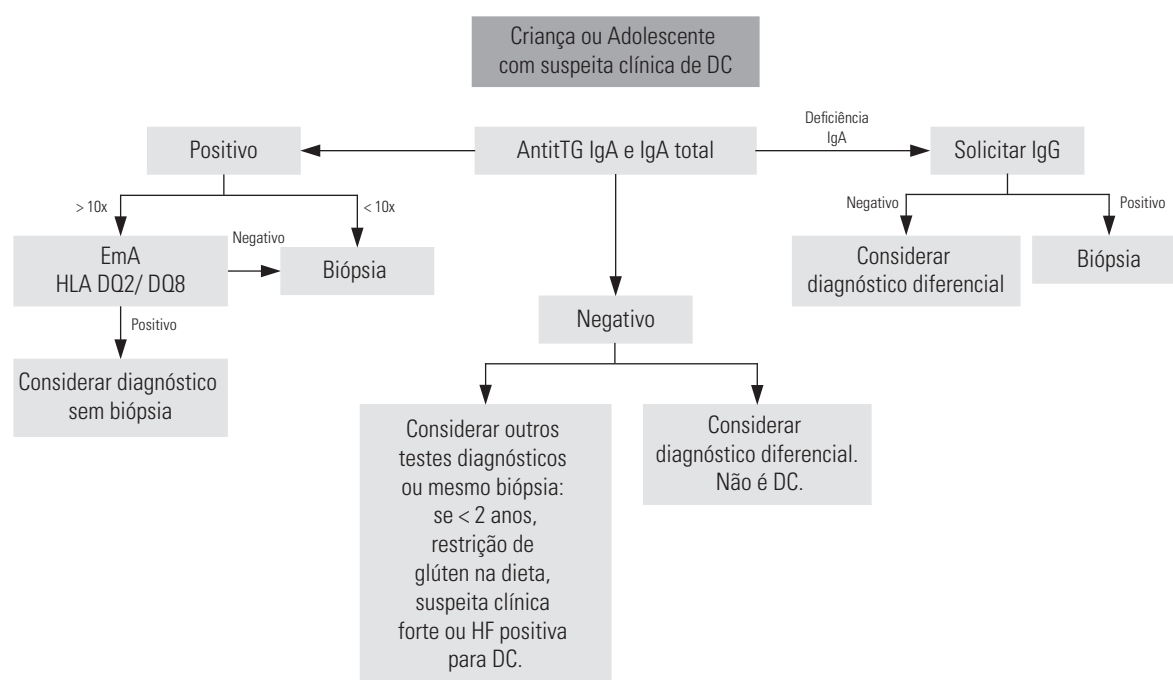 Criança ou Adolescente
com suspeita clínica de DC
Positivo
AntitTG IgA e IgA total
Deficiência
IgA
Solicitar IgG
> 10x
< 10x
Negativo
Positivo
EmA
HLA DQ2/ DQ8
Negativo
Biópsia
Considerar
diagnóstico diferencial
Biópsia
Positivo
Negativo
Considerar diagnóstico
sem biópsia
Considerar outros
testes diagnósticos
ou mesmo biópsia:
se < 2 anos,
restrição de
glúten na dieta,
suspeita clínica
forte ou HF positiva
para DC.
Considerar
diagnóstico diferencial.
Não é DC.